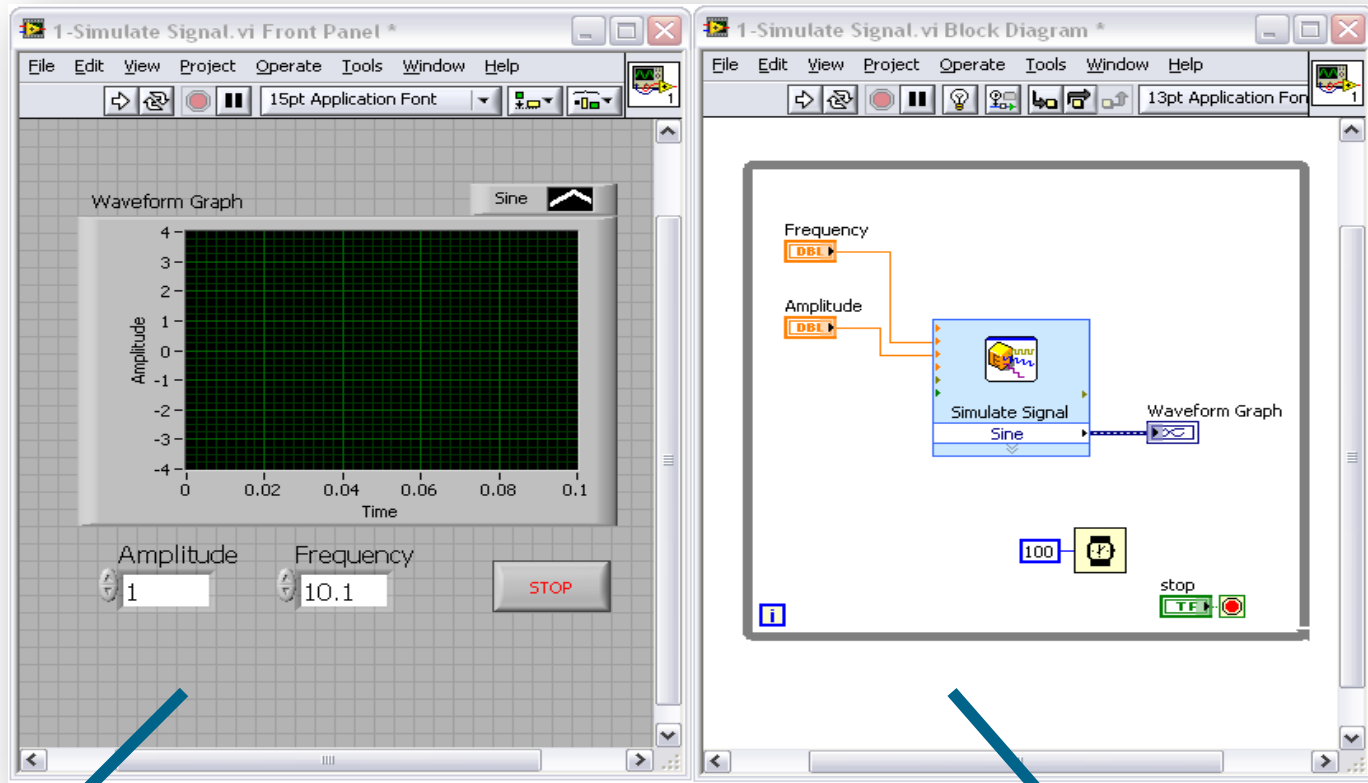 1-Simulate Signal.vi Front Panel *
File Edit View Project Operate Tools Window Help
15pt Application Font
1
Waveform Graph
Sine
4
3
2
1
0
-1
-2
-3
-4
Amplitude
0 0.02 0.04 0.06 0.08 0.1
Time
Amplitude Frequency
1 10.1
STOP
1-Simulate Signal.vi Block Diagram *
File Edit View Project Operate Tools Window Help
13pt Application Fon
1
Frequency
DBL
Amplitude
DBL
Simulate Signal
Sine
Waveform Graph
100
stop
TF
i